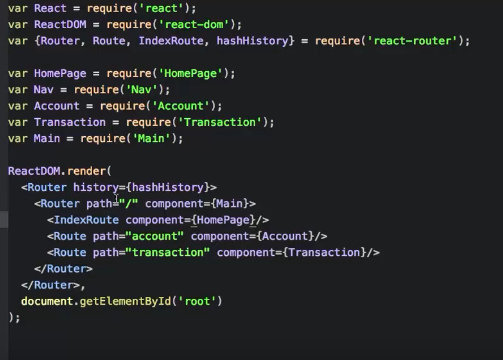 var React = require('react');
var ReactDOM = require('react-dom');
var {Router, Route, IndexRoute, hashHistory} = require('react-router');
var HomePage = require('HomePage');
var Nav = require('Nav');
var Account = require('Account');
var Transaction = require('Transaction');
var Main = require('Main');
ReactDOM.render(
<Router history={hashHistory}>
<Router path="/" component={Main}>
<IndexRoute component={HomePage}/>
<Route path="account" component={Account}/>
<Route path="transaction" component={Transaction}/>
</Router>
</Router>,
document.getElementById('root')
);